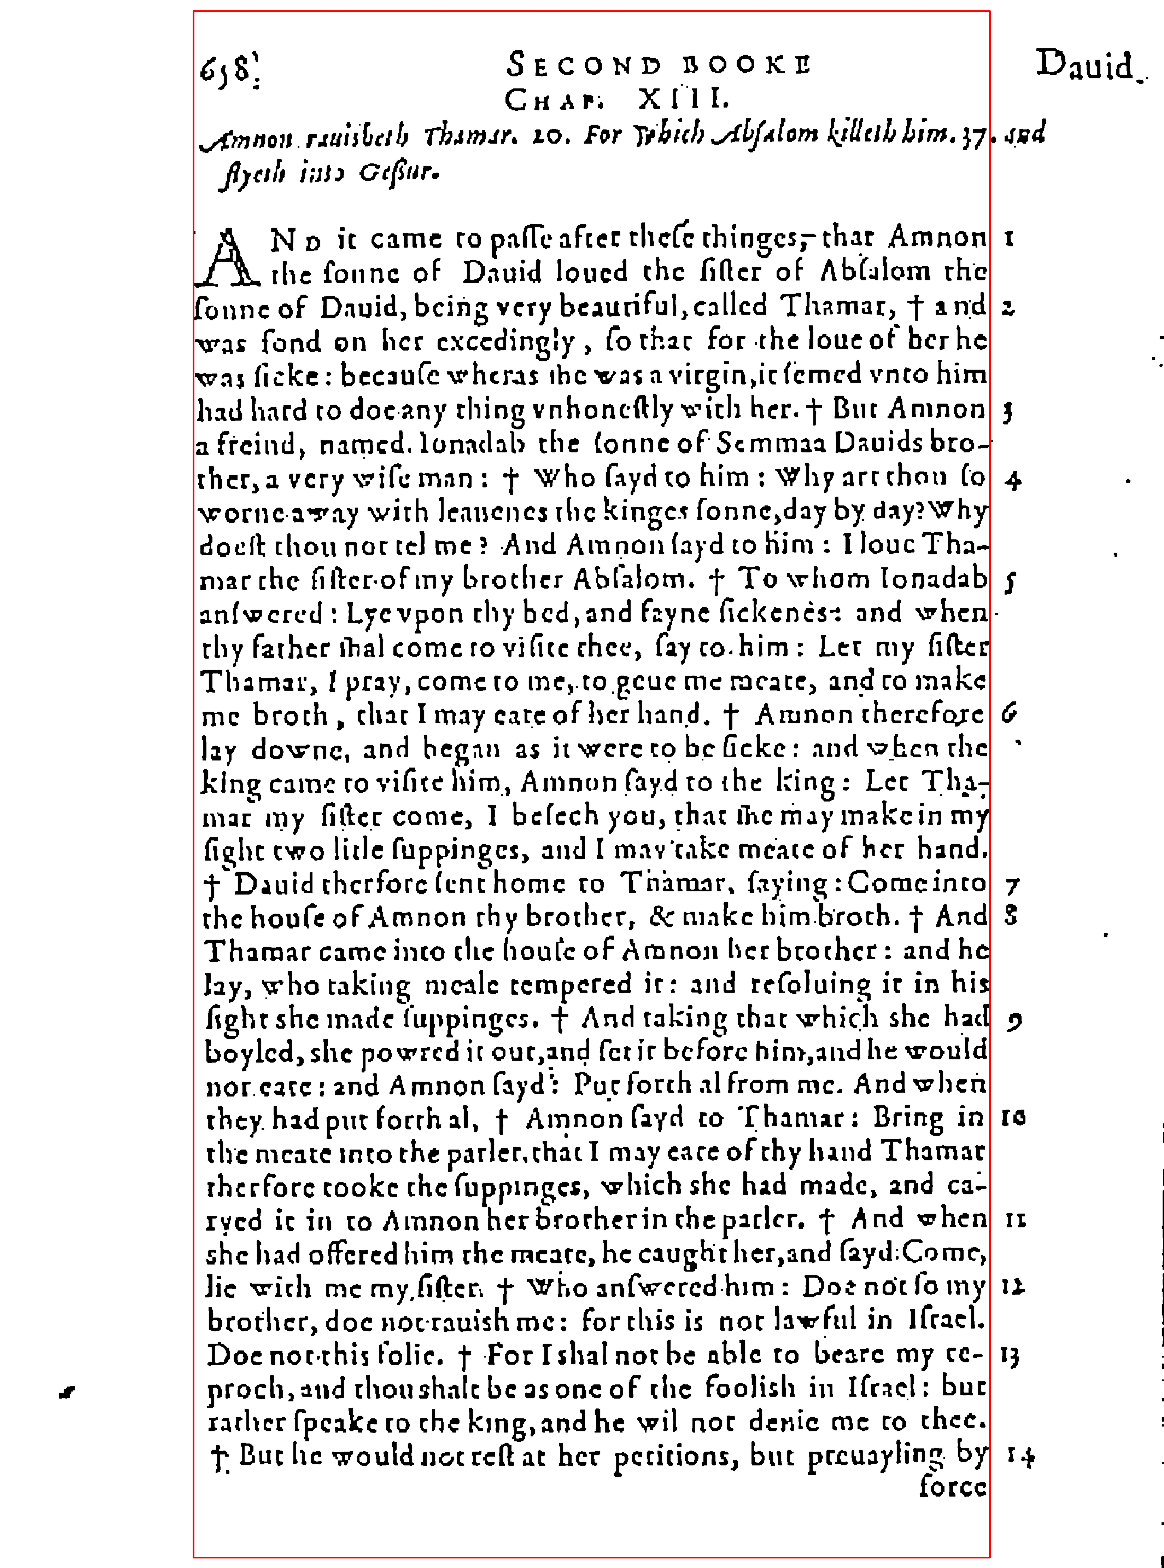 658. SECOND BOOKE Dauid.
CHAP. XIII.
Amnon rauisheth Thamar. 20. For Which Abſalom killeth him. 37. and
flyeth into Geſſur.
AND it came to paſſe after theſe thinges, that Amnon 1
the ſonne of Dauid loued the ſiſter of Abſalom the
ſonne of Dauid, being very beautiful, called Thamar, † and 2
was fond on her excedingly, ſo that for the loue of her he
was ſicke: becauſe wheras ſhe was a virgin, it ſemed vnto him
had hard to doe any thing vnhoneſtly with her. † But Amnon 3
a freind, named Ionadab the ſonne of Semmaa Dauids bro-
ther, a very wiſe man: † Who ſayd to him: Why art thou ſo 4
worne away with leauenes the kinges ſonne, day by day? Why
doeſt thou not tel me? And Amnon ſayd to him: I loue Tha-
mar the ſiſter of my brother Abſalom. † To whom Ionadab 5
anſwered: Lye vpon thy bed, and fayne ſickenes: and when
thy father ſhal come to viſite thee, ſay to him: Let my ſiſter
Thamar, I pray, come to me, to geue me meate, and to make
me broth, that I may eate of her hand. † Amnon therefore 6
lay downe, and began as it were to be ſicke: and when the
king came to viſite him, Amnon ſayd to the king: Let Tha-
mar my ſiſter come, I beſech you, that ſhe may make in my
ſight two litle ſuppinges, and I may take meate of her hand.
† Dauid therfore ſent home to Thamar, ſaying: Come into 7
the houſe of Amnon thy brother, & make him broth. † And 8
Thamar came into the houſe of Amnon her brother: and he
lay, who taking meale tempered it: and reſoluing it in his
ſight she made ſuppinges. † And taking that which she had 9
boyled, she powred it out, and ſet it before him, and he would
not eate: and Amnon ſayd: Put forth al from me. And when
they had put forth al, † Amnon ſayd to Thamar: Bring in 10
the meate into the parler, that I may eate of thy hand Thamar
therfore tooke the ſuppinges, which she had made, and ca-
ryed it in to Amnon her brother in the parler. † And when 11
she had offered him the meate, he caught her, and ſayd: Come,
lie with me my ſiſter. † Who anſwered him: Doe not ſo my 12
brother, doe not rauish me: for this is not lawful in Iſrael.
Doe not this folie. † For I shal not be able to beare my re- 13
proch, and thou shalt be as one of the foolish in Iſrael: but
rather ſpeake to the king, and he wil not denie me to thee.
† But he would not reſt at her petitions, but preuayling by 14
force